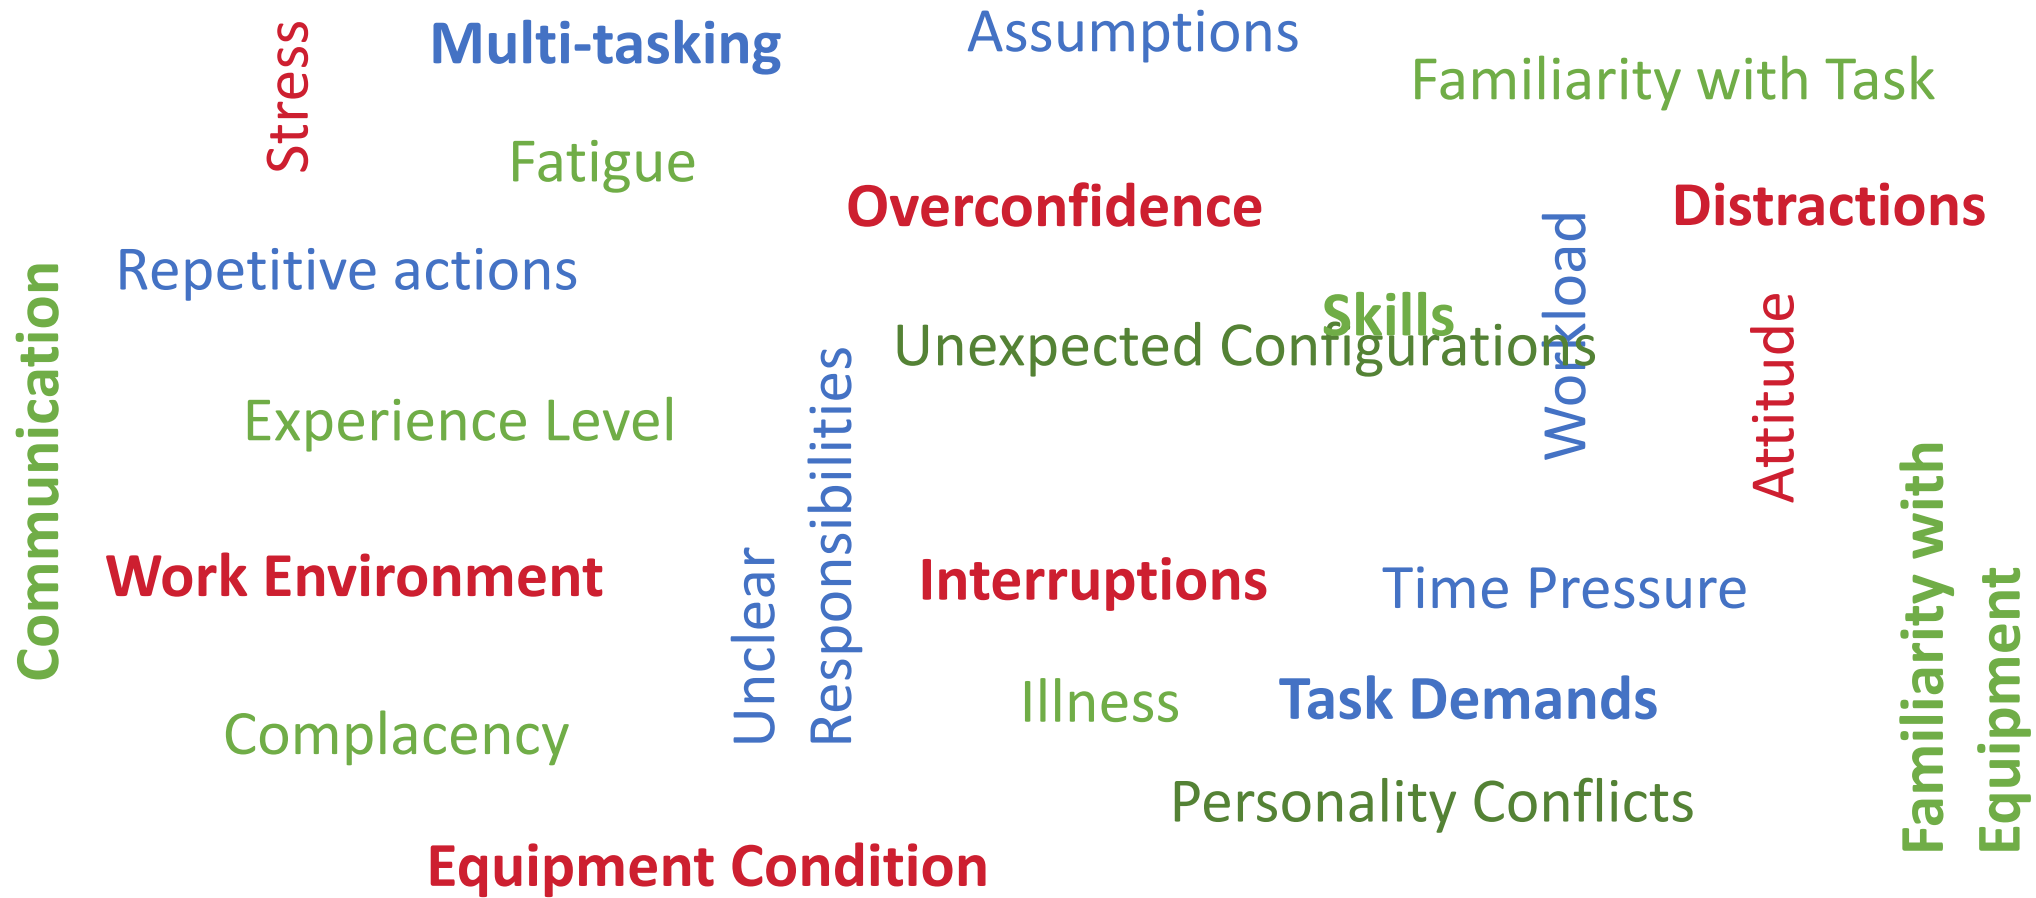 Stress
Multi-tasking
Assumptions
Familiarity with Task
Fatigue
Overconfidence
Distractions
Repetitive actions
Communication
Skills
Workload
Unexpected Configurations
Attitude
Experience Level
Unclear
Responsibilities
Familiarity with
Equipment
Work Environment
Interruptions
Time Pressure
Illness
Task Demands
Complacency
Personality Conflicts
Equipment Condition